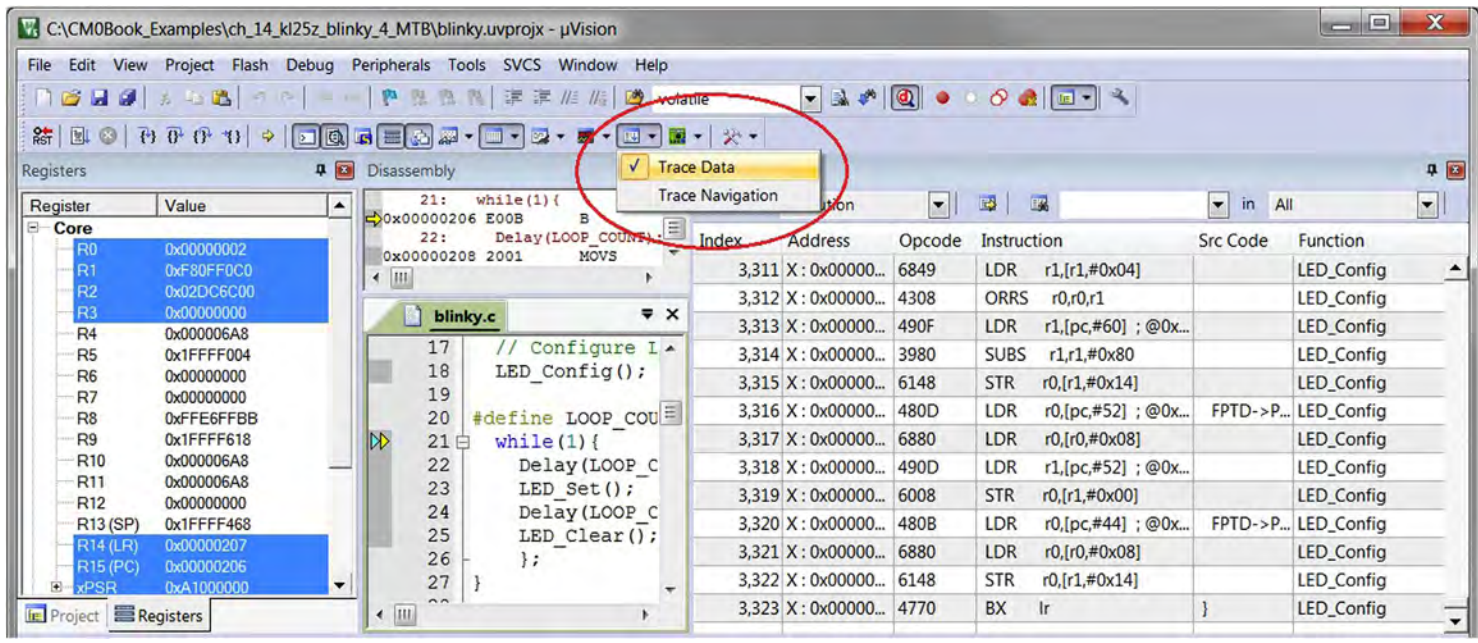 C:\CM0Book_Examples\ch_14_kl25z_blinky_4_MTB\blinky.uvprojx - µVision
File Edit View Project Flash Debug Peripherals Tools SVCS Window Help
volatile
RST
Registers
Disassembly
Trace Data
Trace Navigation
in All
Register Value
Core
R0 0x00000002
R1 0xF80FF0C0
R2 0x02DC6C00
R3 0x00000000
R4 0x000006A8
R5 0x1FFFF004
R6 0x00000000
R7 0x00000000
R8 0xFFE6FFBB
R9 0x1FFFF618
R10 0x000006A8
R11 0x000006A8
R12 0x00000000
R13 (SP) 0x1FFFF468
R14 (LR) 0x00000207
R15 (PC) 0x00000206
xPSR 0xA1000000
Project Registers
21: while(1){
0x00000206 E00B B
22: Delay(LOOP_COUNT);
0x00000208 2001 MOVS
blinky.c
17 // Configure L
18 LED_Config();
19
20 #define LOOP_COU
21 while(1){
22 Delay(LOOP_C
23 LED_Set();
24 Delay(LOOP_C
25 LED_Clear();
26 };
27 }
Index Address Opcode Instruction Src Code Function
3,311 X : 0x00000... 6849 LDR r1,[r1,#0x04] LED_Config
3,312 X : 0x00000... 4308 ORRS r0,r0,r1 LED_Config
3,313 X : 0x00000... 490F LDR r1,[pc,#60] ; @0x... LED_Config
3,314 X : 0x00000... 3980 SUBS r1,r1,#0x80 LED_Config
3,315 X : 0x00000... 6148 STR r0,[r1,#0x14] LED_Config
3,316 X : 0x00000... 480D LDR r0,[pc,#52] ; @0x... FPTD->P... LED_Config
3,317 X : 0x00000... 6880 LDR r0,[r0,#0x08] LED_Config
3,318 X : 0x00000... 490D LDR r1,[pc,#52] ; @0x... LED_Config
3,319 X : 0x00000... 6008 STR r0,[r1,#0x00] LED_Config
3,320 X : 0x00000... 480B LDR r0,[pc,#44] ; @0x... FPTD->P... LED_Config
3,321 X : 0x00000... 6880 LDR r0,[r0,#0x08] LED_Config
3,322 X : 0x00000... 6148 STR r0,[r1,#0x14] LED_Config
3,323 X : 0x00000... 4770 BX lr } LED_Config